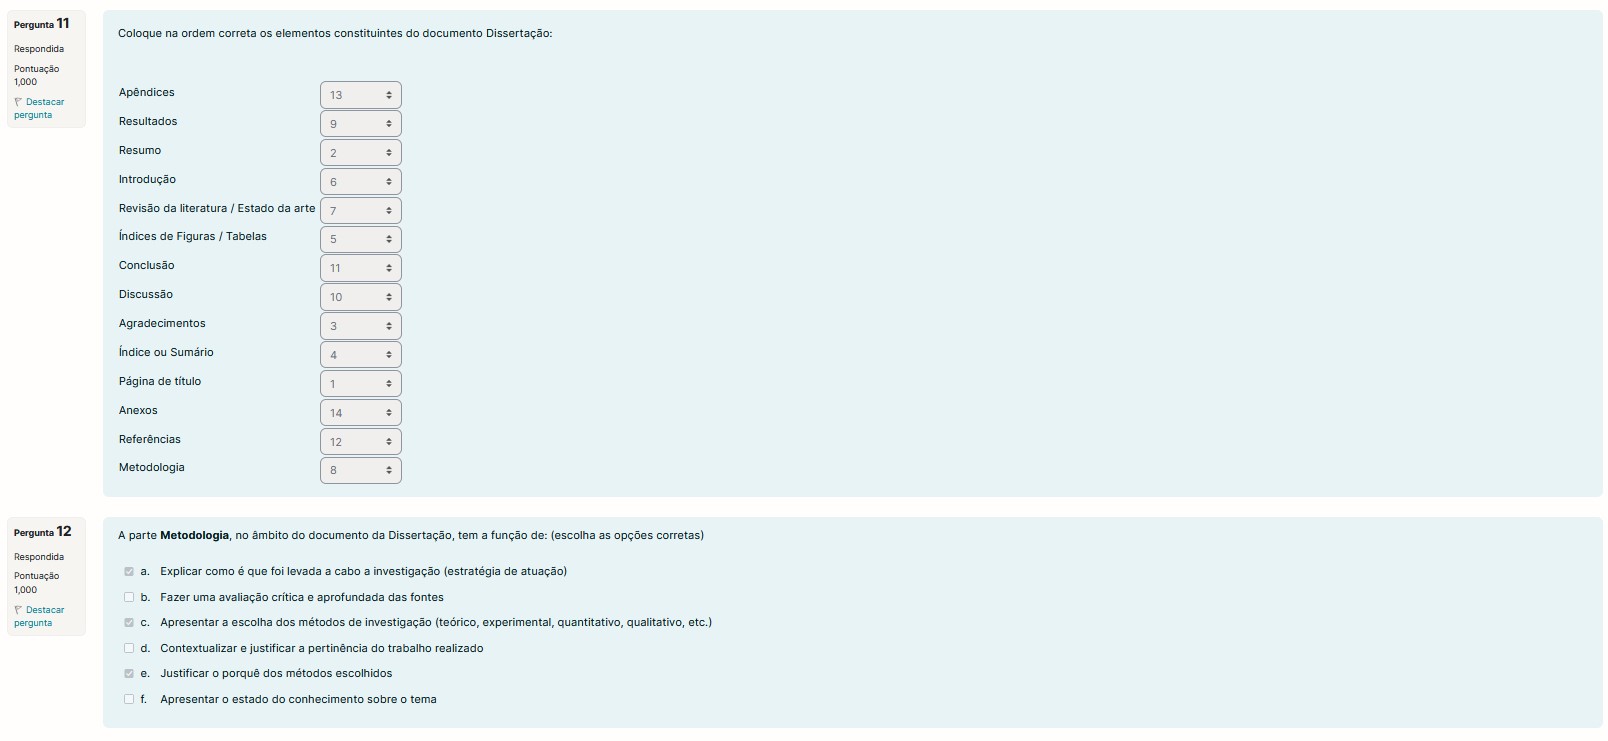 Pergunta 11
Respondida
Pontuação
1,000
Destacar
pergunta
Coloque na ordem correta os elementos constituintes do documento Dissertação:
Apêndices 13
Resultados 9
Resumo 2
Introdução 6
Revisão da literatura / Estado da arte 7
Índices de Figuras / Tabelas 5
Conclusão 11
Discussão 10
Agradecimentos 3
Índice ou Sumário 4
Página de título 1
Anexos 14
Referências 12
Metodologia 8
Pergunta 12
Respondida
Pontuação
1,000
Destacar
pergunta
A parte Metodologia, no âmbito do documento da Dissertação, tem a função de: (escolha as opções corretas)
a. Explicar como é que foi levada a cabo a investigação (estratégia de atuação)
b. Fazer uma avaliação crítica e aprofundada das fontes
c. Apresentar a escolha dos métodos de investigação (teórico, experimental, quantitativo, qualitativo, etc.)
d. Contextualizar e justificar a pertinência do trabalho realizado
e. Justificar o porquê dos métodos escolhidos
f. Apresentar o estado do conhecimento sobre o tema